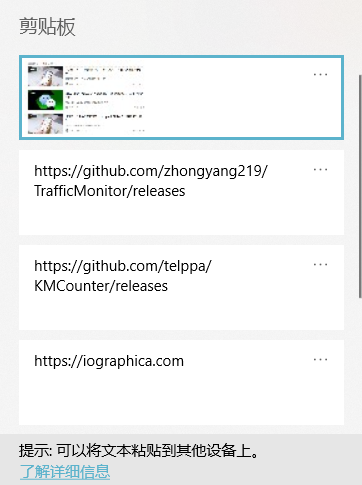 剪贴板
https://github.com/zhongyang219/
TrafficMonitor/releases
https://github.com/telppa/
KMCounter/releases
https://iographica.com
提示: 可以将文本粘贴到其他设备上。
了解详细信息